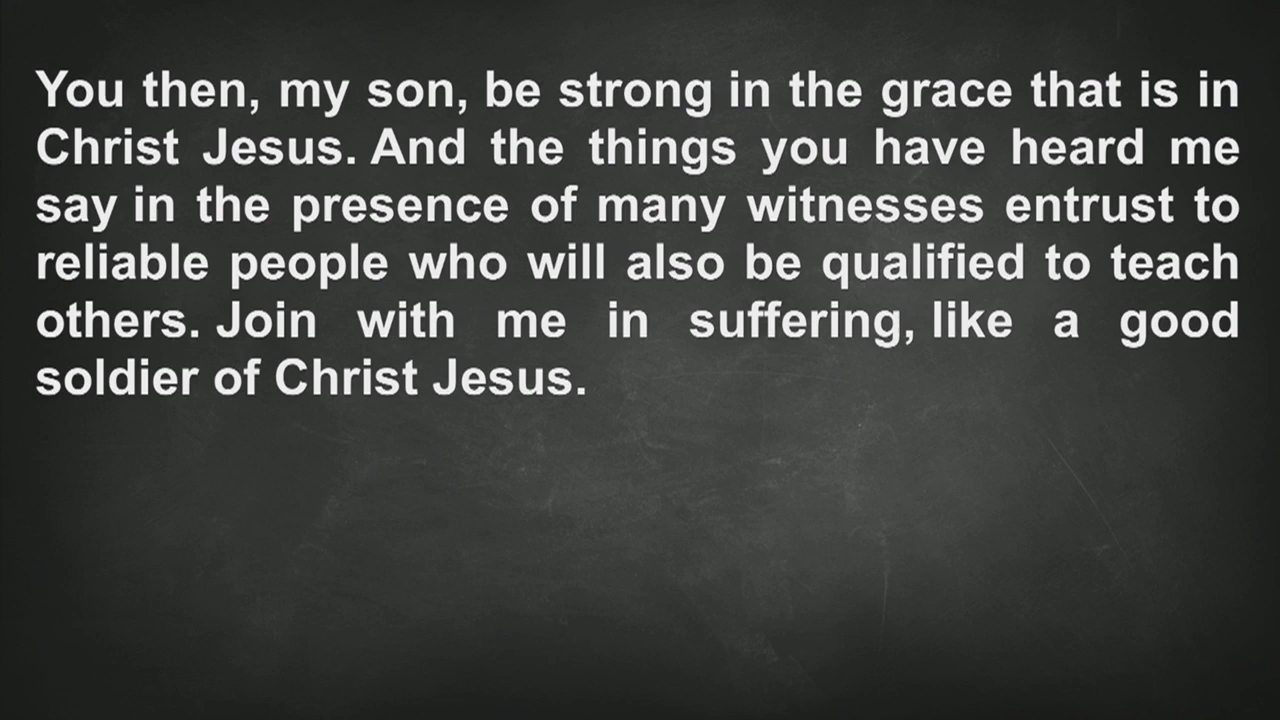 You then, my son, be strong in the grace that is in
Christ Jesus. And the things you have heard me
say in the presence of many witnesses entrust to
reliable people who will also be qualified to teach
others. Join with me in suffering, like a good
soldier of Christ Jesus.